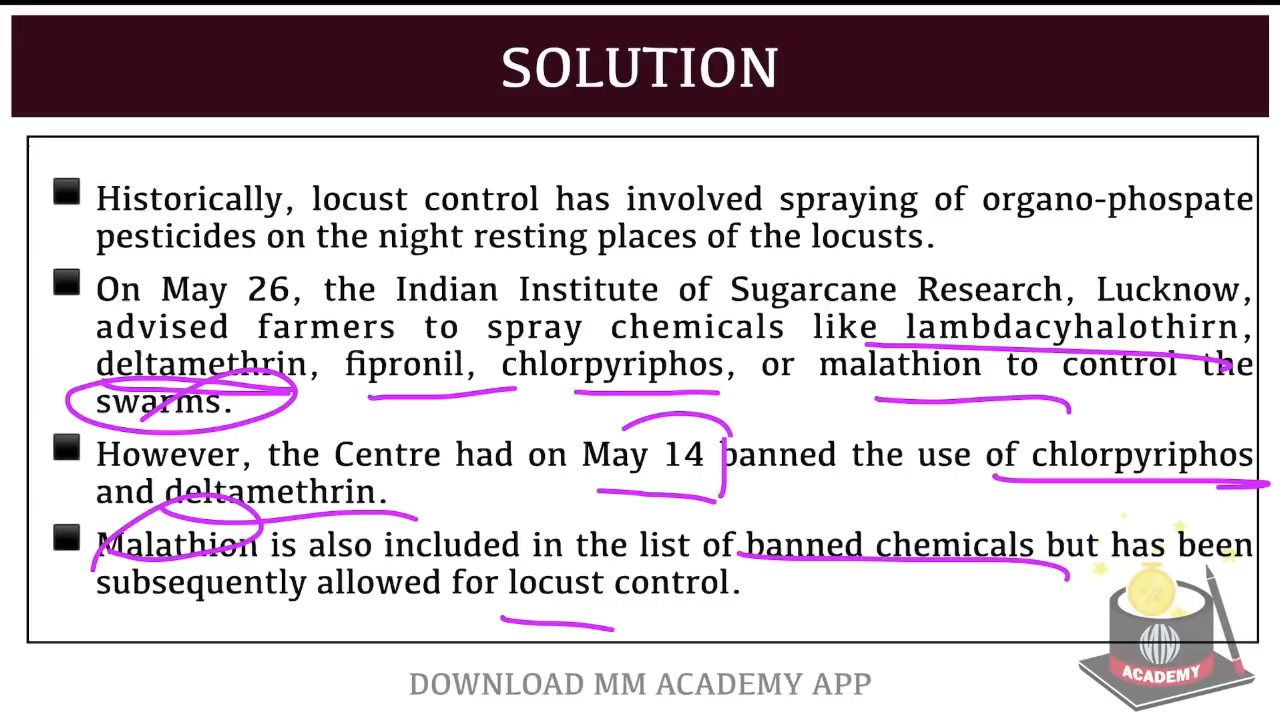 SOLUTION
Historically, locust control has involved spraying of organo-phospate
pesticides on the night resting places of the locusts.
On May 26, the Indian Institute of Sugarcane Research, Lucknow,
advised farmers to spray chemicals like lambdacyhalothirn,
deltamethrin, fipronil, chlorpyriphos, or malathion to control the
swarms.
However, the Centre had on May 14 banned the use of chlorpyriphos
and deltamethrin.
Malathion is also included in the list of banned chemicals but has been
subsequently allowed for locust control.
ACADEMY
DOWNLOAD MM ACADEMY APP